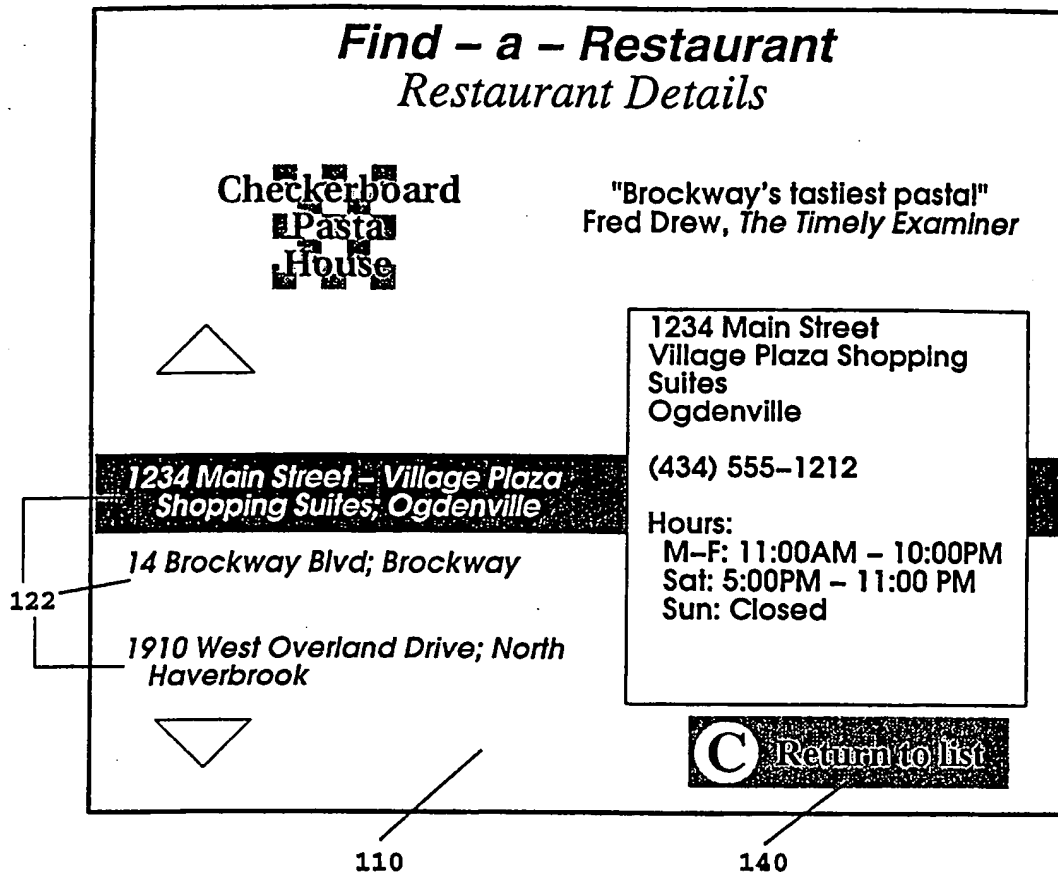 Find – a – Restaurant
Restaurant Details
Checkerboard
Pasta
House
"Brockway's tastiest pasta!"
Fred Drew, The Timely Examiner
1234 Main Street – Village Plaza
Shopping Suites; Ogdenville
14 Brockway Blvd; Brockway
1910 West Overland Drive; North
Haverbrook
1234 Main Street
Village Plaza Shopping
Suites
Ogdenville
(434) 555–1212
Hours:
M–F: 11:00AM – 10:00PM
Sat: 5:00PM – 11:00 PM
Sun: Closed
C Return to list
122
110
140